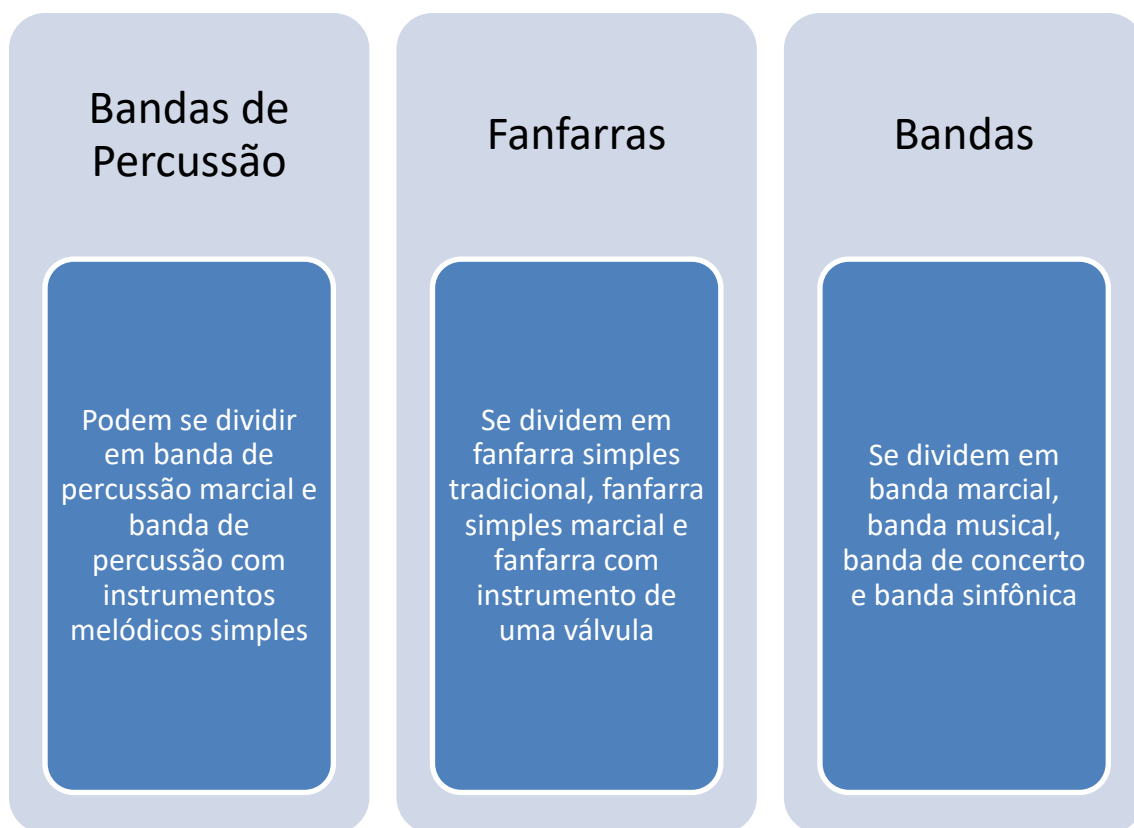 Bandas de
Percussão
Podem se dividir
em banda de
percussão marcial e
banda de
percussão com
instrumentos
melódicos simples
Fanfarras
Se dividem em
fanfarra simples
tradicional, fanfarra
simples marcial e
fanfarra com
instrumento de
uma válvula
Bandas
Se dividem em
banda marcial,
banda musical,
banda de concerto
e banda sinfônica